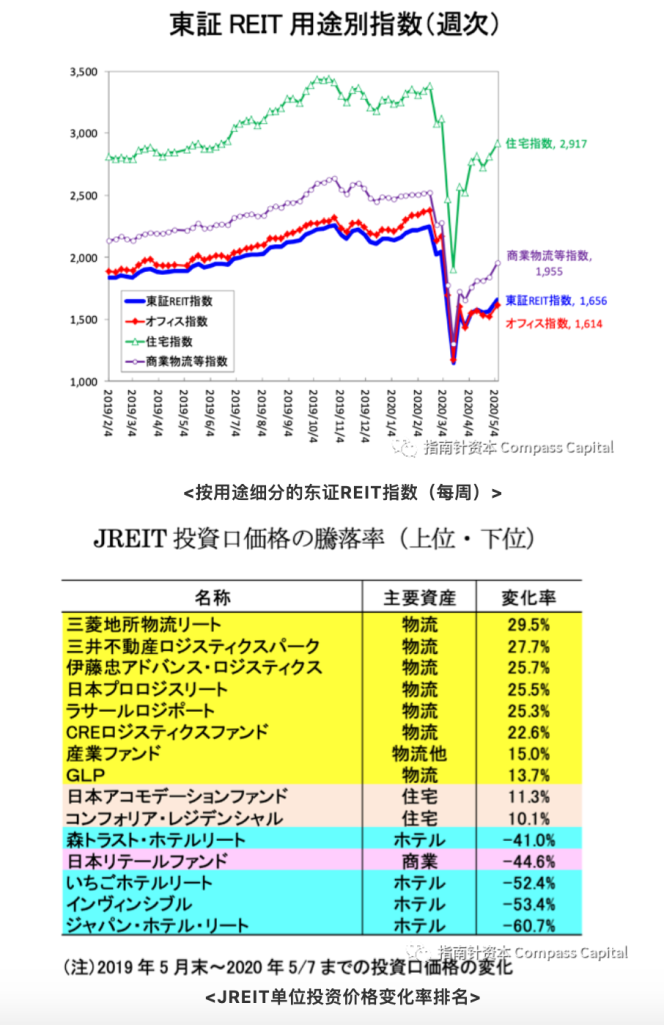 東証 REIT 用途別指数（週次）
3,500
3,000
2,500
2,000
1,500
1,000
住宅指数, 2,917
商業物流等指数,
1,955
東証REIT指数, 1,656
オフィス指数, 1,614
東証REIT指数
オフィス指数
住宅指数
商業物流等指数
2019/2/4
2019/3/4
2019/4/4
2019/5/4
2019/6/4
2019/7/4
2019/8/4
2019/9/4
2019/10/4
2019/11/4
2019/12/4
2020/1/4
2020/2/4
2020/3/4
2020/4/4
2020/5/4
指南针资本 Compass Capital
<按用途细分的东证REIT指数（每周）>
JREIT 投資口価格の騰落率（上位・下位）
名称 主要資産 変化率
三菱地所物流リート 物流 29.5%
三井不動産ロジスティクスパーク 物流 27.7%
伊藤忠アドバンス・ロジスティクス 物流 25.7%
日本プロロジスリート 物流 25.5%
ラサールロジポート 物流 25.3%
CREロジスティクスファンド 物流 22.6%
産業ファンド 物流他 15.0%
GLP 物流 13.7%
日本アコモデーションファンド 住宅 11.3%
コンフォリア・レジデンシャル 住宅 10.1%
森トラスト・ホテルリート ホテル -41.0%
日本リテールファンド 商業 -44.6%
いちごホテルリート ホテル -52.4%
インヴィンシブル ホテル -53.4%
ジャパン・ホテル・リート ホテル -60.7%
指南针资本 Compass Capital
（注）2019 年 5 月末～2020 年 5/7 までの投資口価格の変化
<JREIT单位投资价格变化率排名>